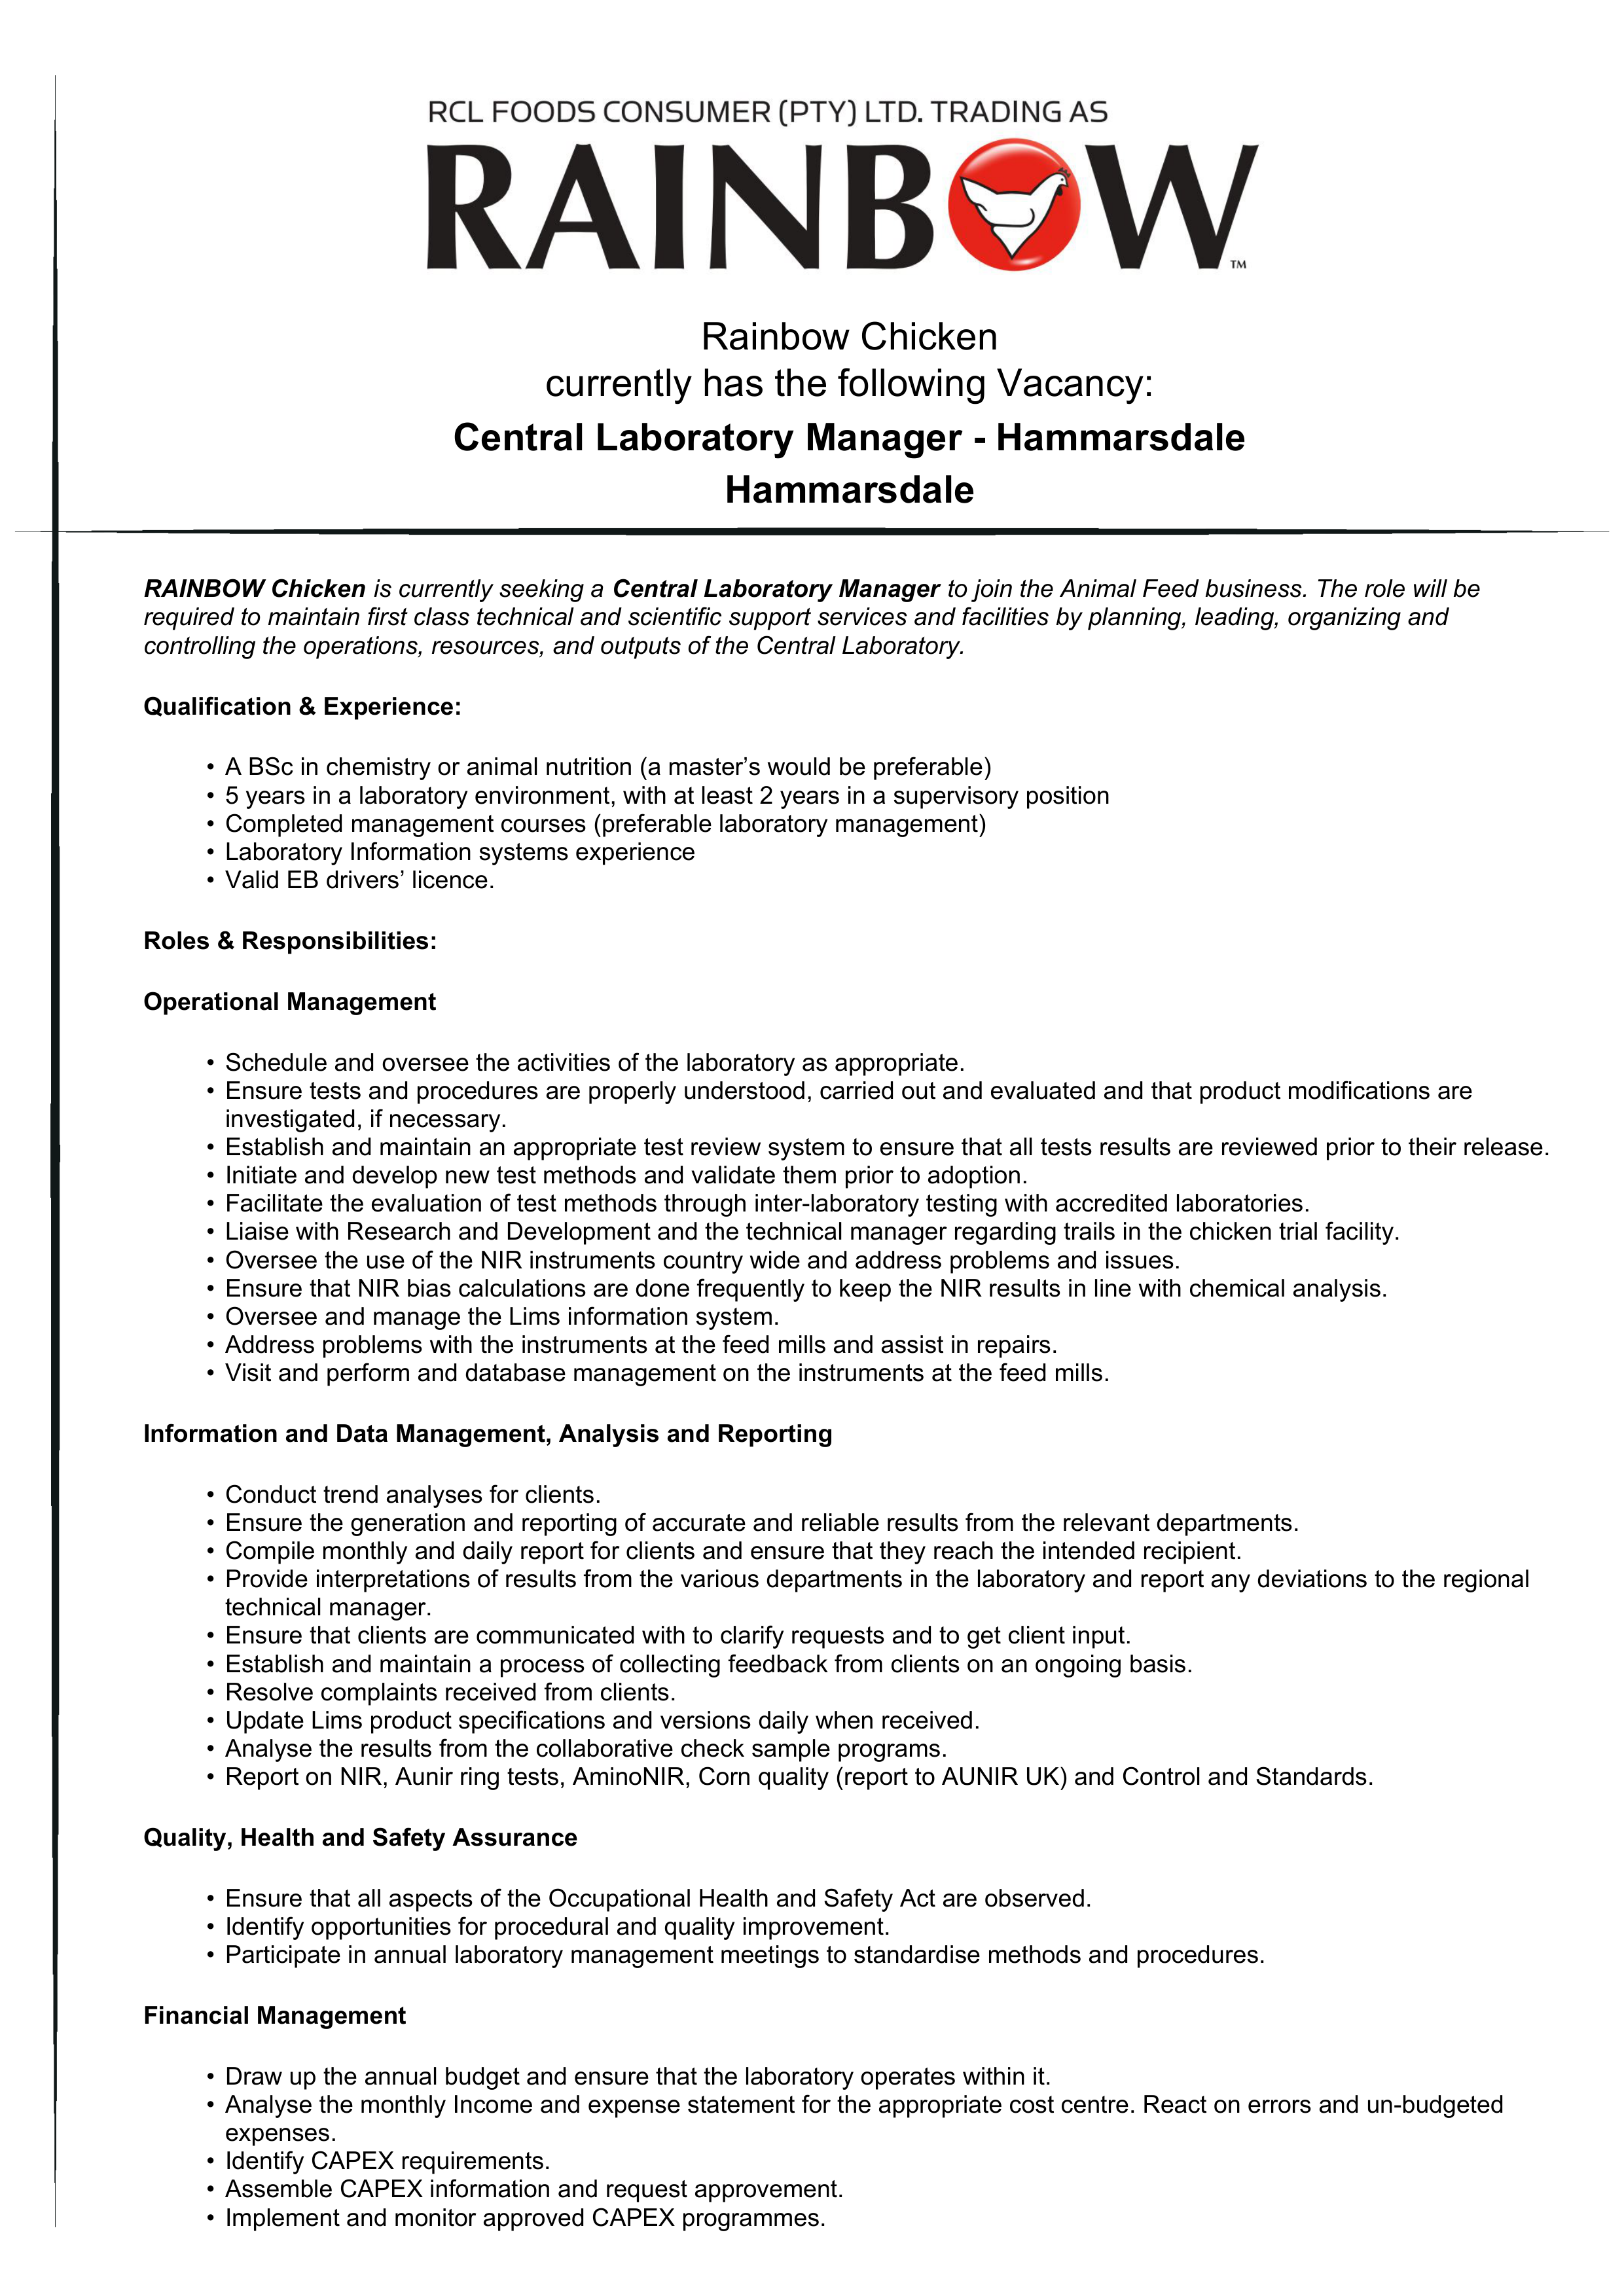 RCL FOODS CONSUMER (PTY) LTD. TRADING AS
RAINBOW™
Rainbow Chicken
currently has the following Vacancy:
Central Laboratory Manager - Hammarsdale
Hammarsdale
RAINBOW Chicken is currently seeking a Central Laboratory Manager to join the Animal Feed business. The role will be
required to maintain first class technical and scientific support services and facilities by planning, leading, organizing and
controlling the operations, resources, and outputs of the Central Laboratory.
Qualification & Experience:
• A BSc in chemistry or animal nutrition (a master’s would be preferable)
• 5 years in a laboratory environment, with at least 2 years in a supervisory position
• Completed management courses (preferable laboratory management)
• Laboratory Information systems experience
• Valid EB drivers’ licence.
Roles & Responsibilities:
Operational Management
• Schedule and oversee the activities of the laboratory as appropriate.
• Ensure tests and procedures are properly understood, carried out and evaluated and that product modifications are
investigated, if necessary.
• Establish and maintain an appropriate test review system to ensure that all tests results are reviewed prior to their release.
• Initiate and develop new test methods and validate them prior to adoption.
• Facilitate the evaluation of test methods through inter-laboratory testing with accredited laboratories.
• Liaise with Research and Development and the technical manager regarding trails in the chicken trial facility.
• Oversee the use of the NIR instruments country wide and address problems and issues.
• Ensure that NIR bias calculations are done frequently to keep the NIR results in line with chemical analysis.
• Oversee and manage the Lims information system.
• Address problems with the instruments at the feed mills and assist in repairs.
• Visit and perform and database management on the instruments at the feed mills.
Information and Data Management, Analysis and Reporting
• Conduct trend analyses for clients.
• Ensure the generation and reporting of accurate and reliable results from the relevant departments.
• Compile monthly and daily report for clients and ensure that they reach the intended recipient.
• Provide interpretations of results from the various departments in the laboratory and report any deviations to the regional
technical manager.
• Ensure that clients are communicated with to clarify requests and to get client input.
• Establish and maintain a process of collecting feedback from clients on an ongoing basis.
• Resolve complaints received from clients.
• Update Lims product specifications and versions daily when received.
• Analyse the results from the collaborative check sample programs.
• Report on NIR, Aunir ring tests, AminoNIR, Corn quality (report to AUNIR UK) and Control and Standards.
Quality, Health and Safety Assurance
• Ensure that all aspects of the Occupational Health and Safety Act are observed.
• Identify opportunities for procedural and quality improvement.
• Participate in annual laboratory management meetings to standardise methods and procedures.
Financial Management
• Draw up the annual budget and ensure that the laboratory operates within it.
• Analyse the monthly Income and expense statement for the appropriate cost centre. React on errors and un-budgeted
expenses.
• Identify CAPEX requirements.
• Assemble CAPEX information and request approvement.
• Implement and monitor approved CAPEX programmes.